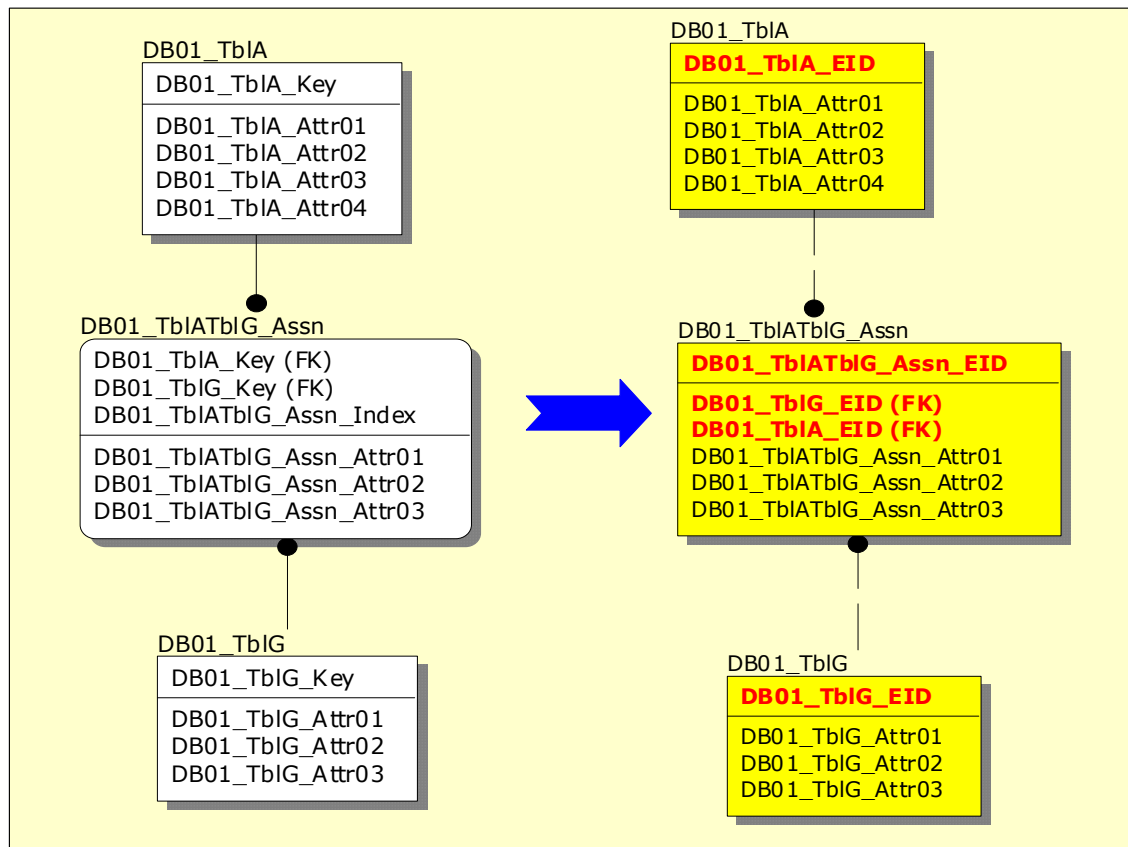 DB01_TblA
DB01_TblA_Key
DB01_TblA_Attr01
DB01_TblA_Attr02
DB01_TblA_Attr03
DB01_TblA_Attr04
DB01_TblATblG_Assn
DB01_TblA_Key (FK)
DB01_TblG_Key (FK)
DB01_TblATblG_Assn_Index
DB01_TblATblG_Assn_Attr01
DB01_TblATblG_Assn_Attr02
DB01_TblATblG_Assn_Attr03
DB01_TblG
DB01_TblG_Key
DB01_TblG_Attr01
DB01_TblG_Attr02
DB01_TblG_Attr03
DB01_TblA
DB01_TblA_EID
DB01_TblA_Attr01
DB01_TblA_Attr02
DB01_TblA_Attr03
DB01_TblA_Attr04
DB01_TblATblG_Assn
DB01_TblATblG_Assn_EID
DB01_TblG_EID (FK)
DB01_TblA_EID (FK)
DB01_TblATblG_Assn_Attr01
DB01_TblATblG_Assn_Attr02
DB01_TblATblG_Assn_Attr03
DB01_TblG
DB01_TblG_EID
DB01_TblG_Attr01
DB01_TblG_Attr02
DB01_TblG_Attr03